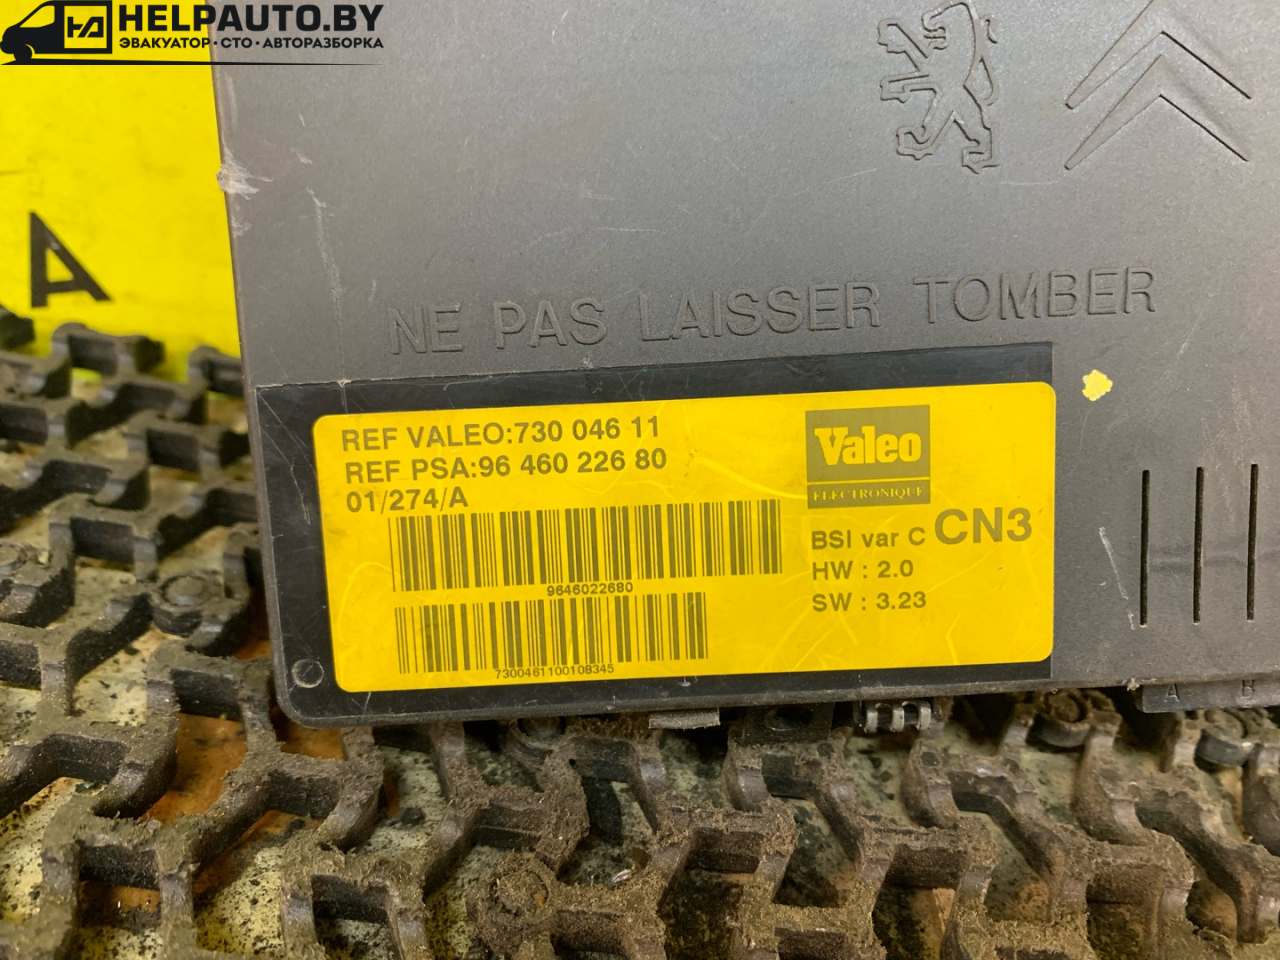 HELPAUTO.BY
ЭВАКУАТОР • СТО • АВТОРАЗБОРКА
A
NE PAS LAISSER TOMBER
REF VALEO:730 046 11
REF PSA:96 460 226 80
01/274/A
9646022680
7300461100108345
Valeo
ELECTRONIQUE
BSI var C CN3
HW : 2.0
SW : 3.23
A B